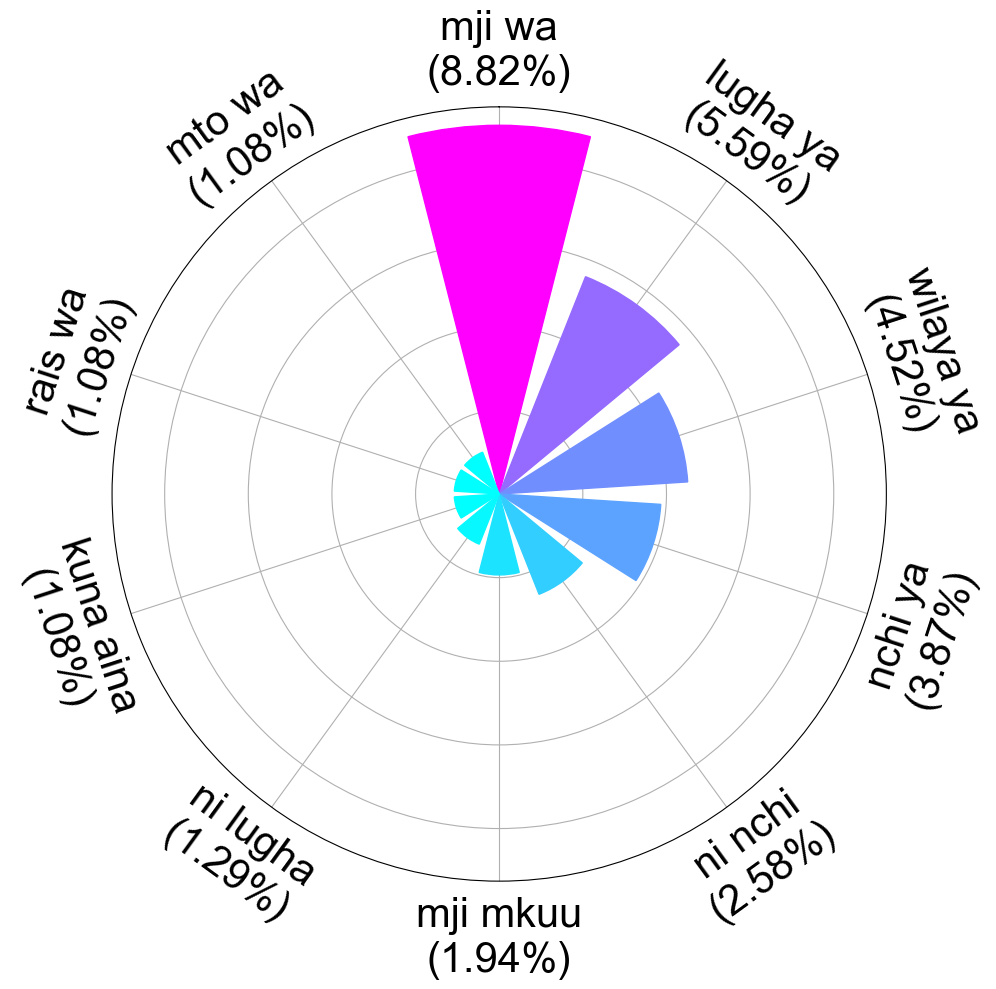 mji wa
(8.82%)
lugha ya
(5.59%)
wilaya ya
(4.52%)
nchi ya
(3.87%)
ni nchi
(2.58%)
mji mkuu
(1.94%)
ni lugha
(1.29%)
kuna aina
(1.08%)
rais wa
(1.08%)
mto wa
(1.08%)